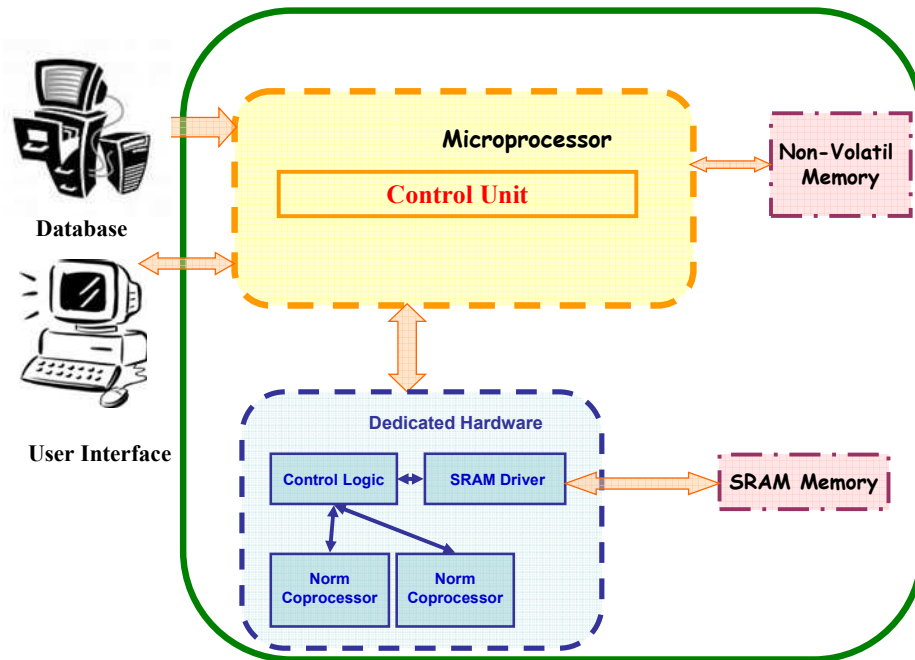 Microprocessor
Control Unit
Non-Volatil
Memory
Database
User Interface
Dedicated Hardware
Control Logic
SRAM Driver
SRAM Memory
Norm
Coprocessor
Norm
Coprocessor